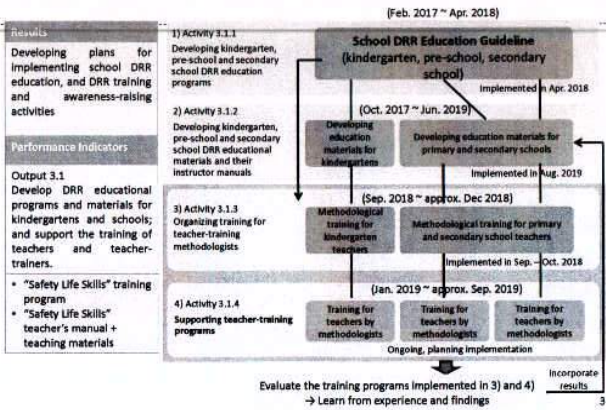 (Feb. 2017 ~ Apr. 2018)
Results
Developing plans for
implementing school DRR
education, and DRR training
and awareness-raising
activities
Performance Indicators
Output 3.1
Develop DRR educational
programs and materials for
kindergartens and schools;
and support the training of
teachers and teacher-
trainers.
• "Safety Life Skills" training
program
• "Safety Life Skills"
teacher's manual +
teaching materials
1) Activity 3.1.1
Developing kindergarten,
pre-school and secondary
school DRR education
programs
School DRR Education Guideline
(kindergarten, pre-school, secondary
school)
Implemented in Apr. 2018
2) Activity 3.1.2
Developing kindergarten,
pre-school and secondary
school DRR educational
materials and their
instructor manuals
(Oct. 2017 ~ Jun. 2019)
Developing
education
materials for
kindergartens
Developing education materials for
primary and secondary schools
Implemented in Aug. 2019
3) Activity 3.1.3
Organizing training for
teacher-training
methodologists
(Sep. 2018 ~ approx. Dec 2018)
Methodological
training for
kindergarten
teachers
Methodological training for primary
and secondary school teachers
Implemented in Sep. – Oct. 2018
4) Activity 3.1.4
Supporting teacher-training
programs
(Jan. 2019 ~ approx. Sep. 2019)
Training for
teachers by
methodologists
Training for
teachers by
methodologists
Training for
teachers by
methodologists
Ongoing, planning implementation
Evaluate the training programs implemented in 3) and 4)
→ Learn from experience and findings
Incorporate
results
3